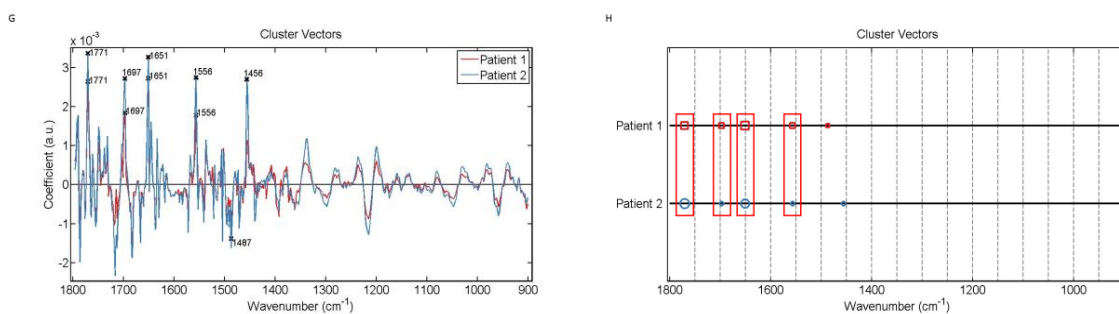 G
Cluster Vectors
x 10⁻³
Patient 1
Patient 2
1771
1771
1697
1697
1651
1651
1556
1556
1456
1487
3
2
1
0
-1
-2
Coefficient (a.u.)
1800 1700 1600 1500 1400 1300 1200 1100 1000 900
Wavenumber (cm⁻¹)
H
Cluster Vectors
Patient 1
Patient 2
1800 1600 1400 1200 1000
Wavenumber (cm⁻¹)